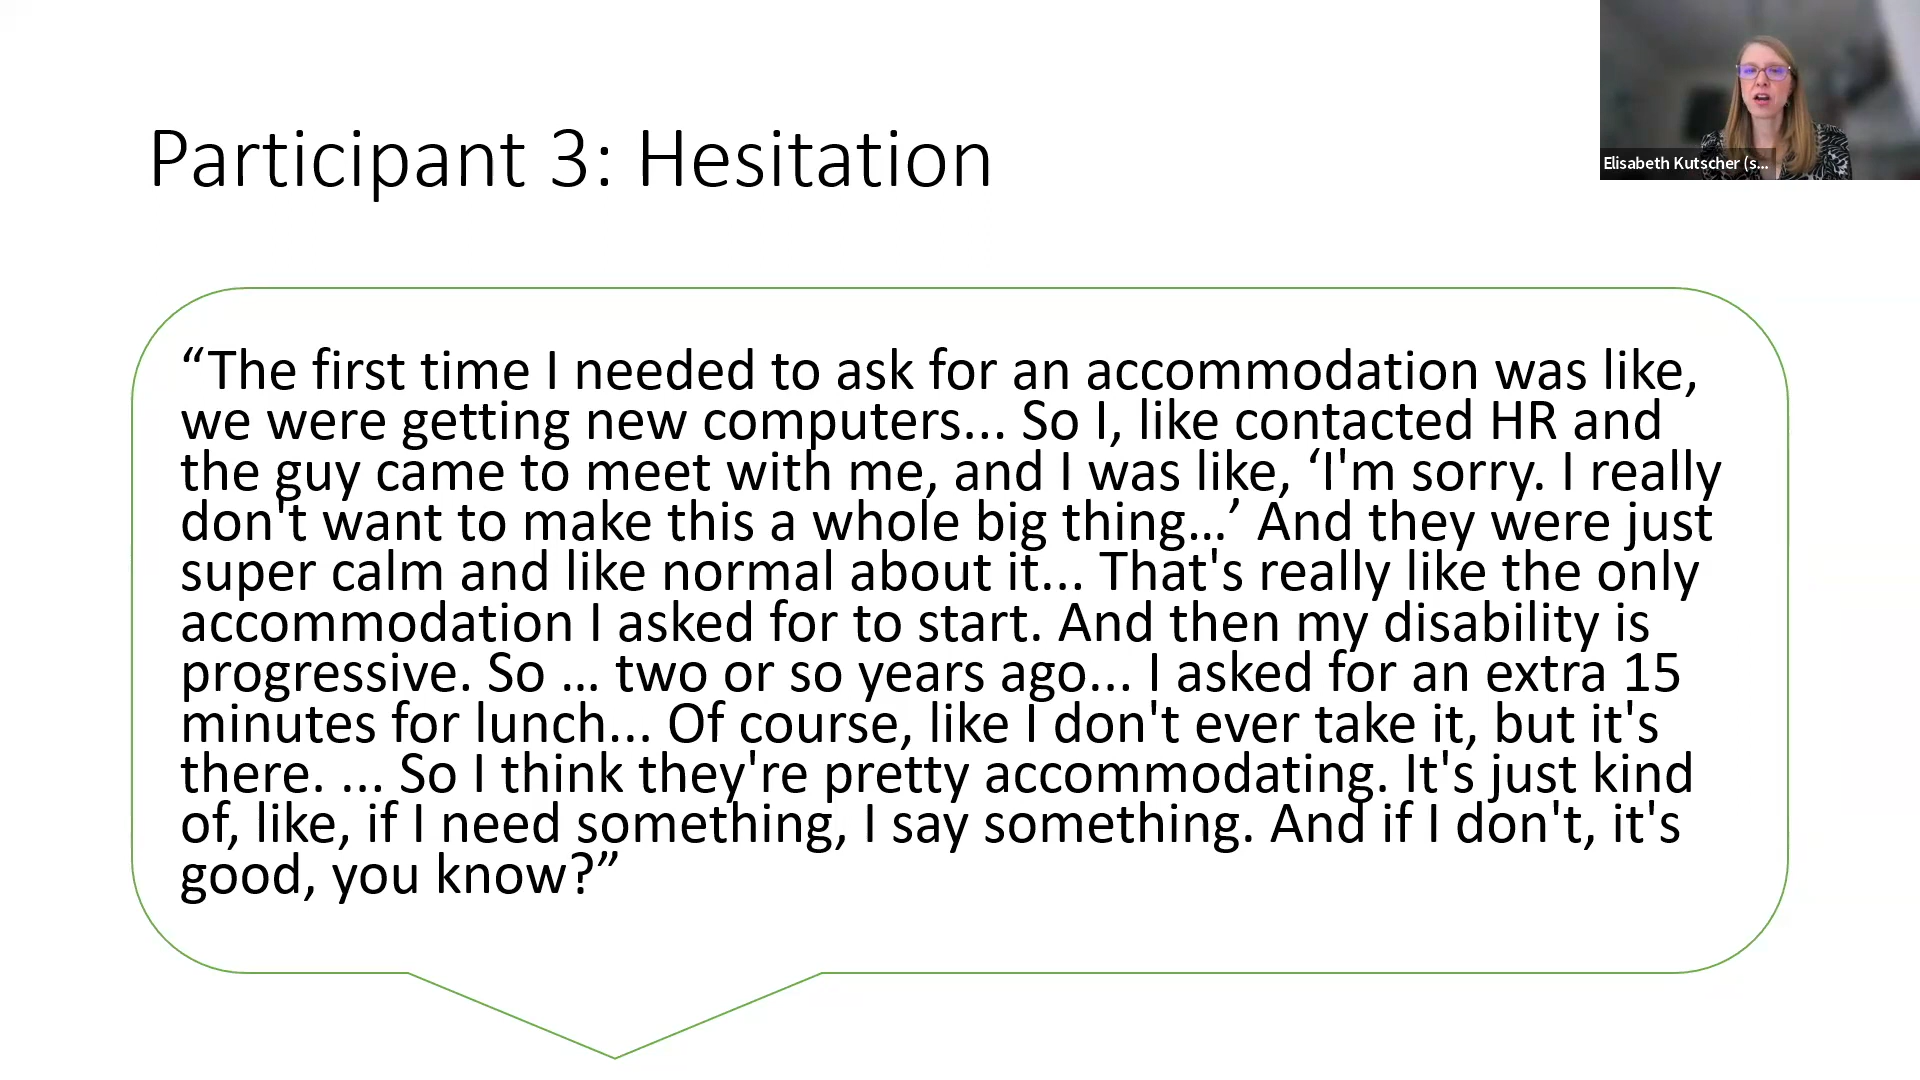 Participant 3: Hesitation
Elisabeth Kutscher (s...
“The first time I needed to ask for an accommodation was like,
we were getting new computers... So I, like contacted HR and
the guy came to meet with me, and I was like, ‘I'm sorry. I really
don't want to make this a whole big thing…’ And they were just
super calm and like normal about it... That's really like the only
accommodation I asked for to start. And then my disability is
progressive. So … two or so years ago... I asked for an extra 15
minutes for lunch... Of course, like I don't ever take it, but it's
there. ... So I think they're pretty accommodating. It's just kind
of, like, if I need something, I say something. And if I don't, it's
good, you know?”